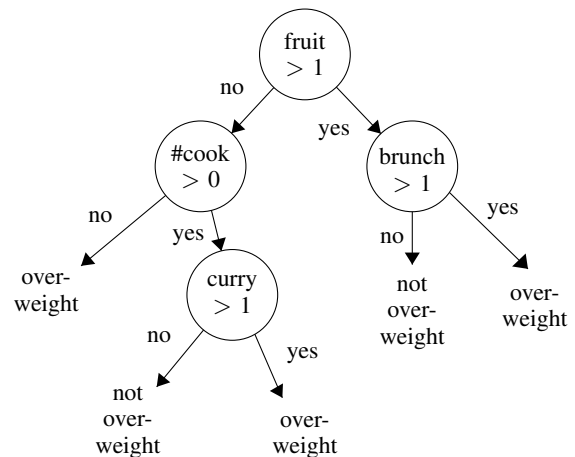 fruit
> 1
no
yes
#cook
> 0
brunch
> 1
no
yes
no
yes
over-
weight
curry
> 1
not
over-
weight
over-
weight
no
yes
not
over-
weight
over-
weight